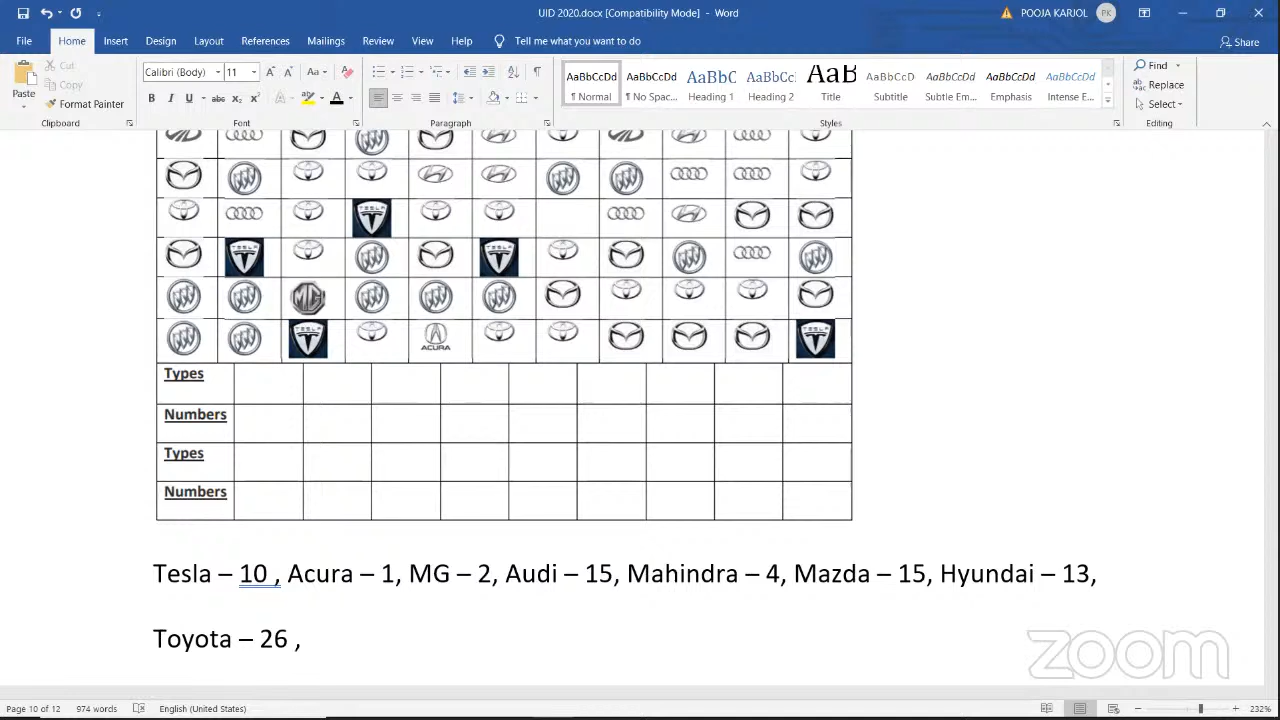 UID 2020.docx [Compatibility Mode] - Word
POOJA KARJOL PK
File Home Insert Design Layout References Mailings Review View Help Tell me what you want to do Share
Paste
Cut
Copy
Format Painter
Clipboard
Calibri (Body) 11
Font
Paragraph
AaBbCcDd AaBbCcDd AaBbC AaBbCc AaB AaBbCcD AaBbCcDd AaBbCcDd AaBbCcDd
¶ Normal ¶ No Spac... Heading 1 Heading 2 Title Subtitle Subtle Em... Emphasis Intense E...
Styles
Find
Replace
Select
Editing
TESLA
TESLA TESLA
MG
TESLA ACURA TESLA
Types
Numbers
Types
Numbers
Tesla – 10 , Acura – 1, MG – 2, Audi – 15, Mahindra – 4, Mazda – 15, Hyundai – 13,
Toyota – 26 ,
zoom
Page 10 of 12 974 words English (United States) 232%